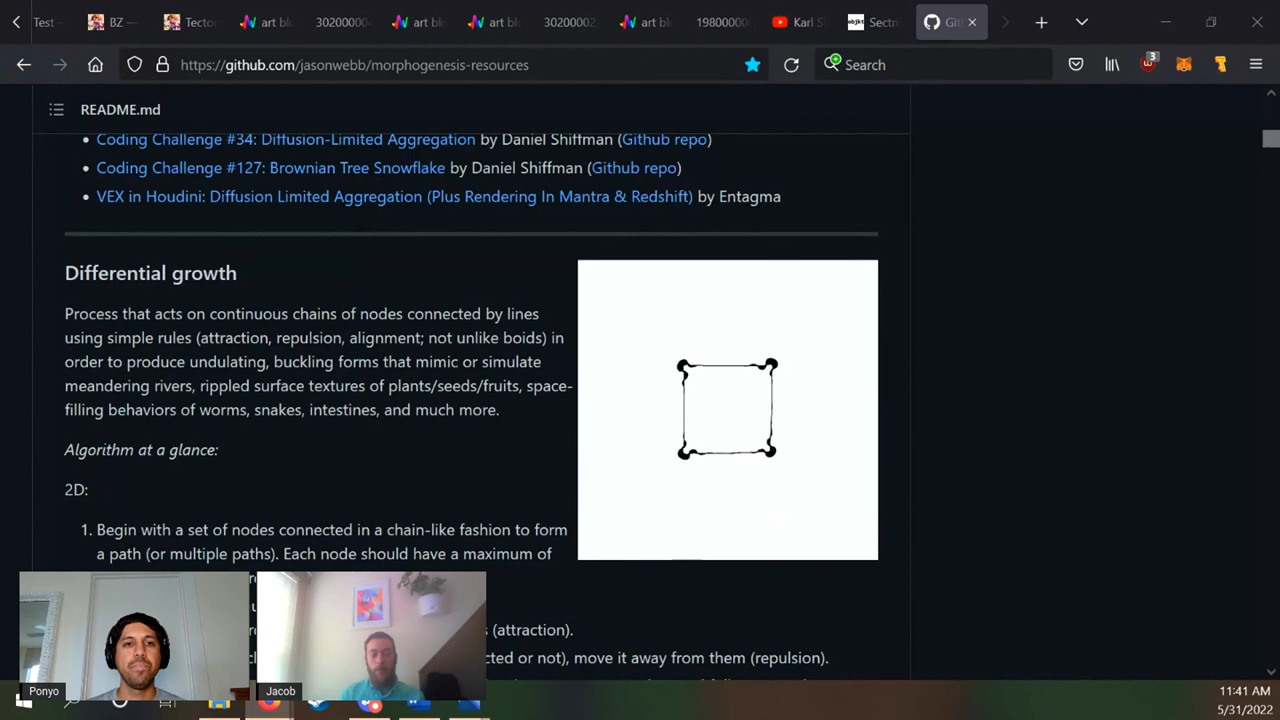 Test -
BZ —
Tecton
art blo
30200000
art blo
art blo
30200002
art blo
19800000
Karl S
objkt
Sectri
Git
https://github.com/jasonwebb/morphogenesis-resources
Search
3
README.md
Coding Challenge #34: Diffusion-Limited Aggregation by Daniel Shiffman (Github repo)
Coding Challenge #127: Brownian Tree Snowflake by Daniel Shiffman (Github repo)
VEX in Houdini: Diffusion Limited Aggregation (Plus Rendering In Mantra & Redshift) by Entagma
Differential growth
Process that acts on continuous chains of nodes connected by lines
using simple rules (attraction, repulsion, alignment; not unlike boids) in
order to produce undulating, buckling forms that mimic or simulate
meandering rivers, rippled surface textures of plants/seeds/fruits, space-
filling behaviors of worms, snakes, intestines, and much more.
Algorithm at a glance:
2D:
1. Begin with a set of nodes connected in a chain-like fashion to form
a path (or multiple paths). Each node should have a maximum of
s (attraction).
cted or not), move it away from them (repulsion).
Ponyo
Jacob
11:41 AM
5/31/2022